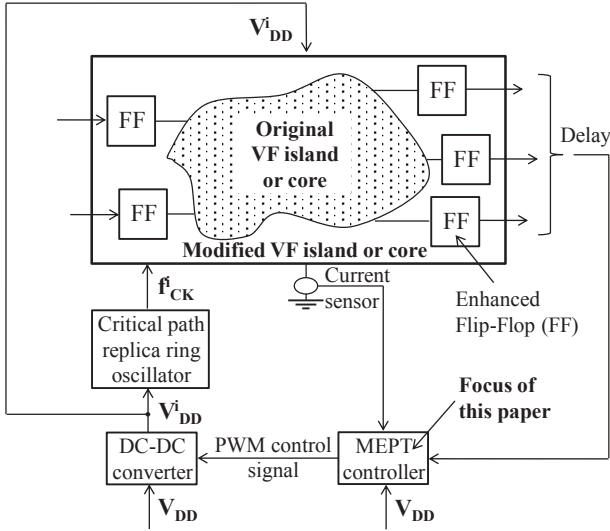 V^i_DD
FF
FF
Original
VF island
or core
FF
FF
FF
FF
Delay
Modified VF island or core
f^i_CK
Current
sensor
Enhanced
Flip-Flop (FF)
Critical path
replica ring
oscillator
V^i_DD
Focus of
this paper
DC-DC
converter
PWM control
signal
MEPT
controller
V_DD
V_DD